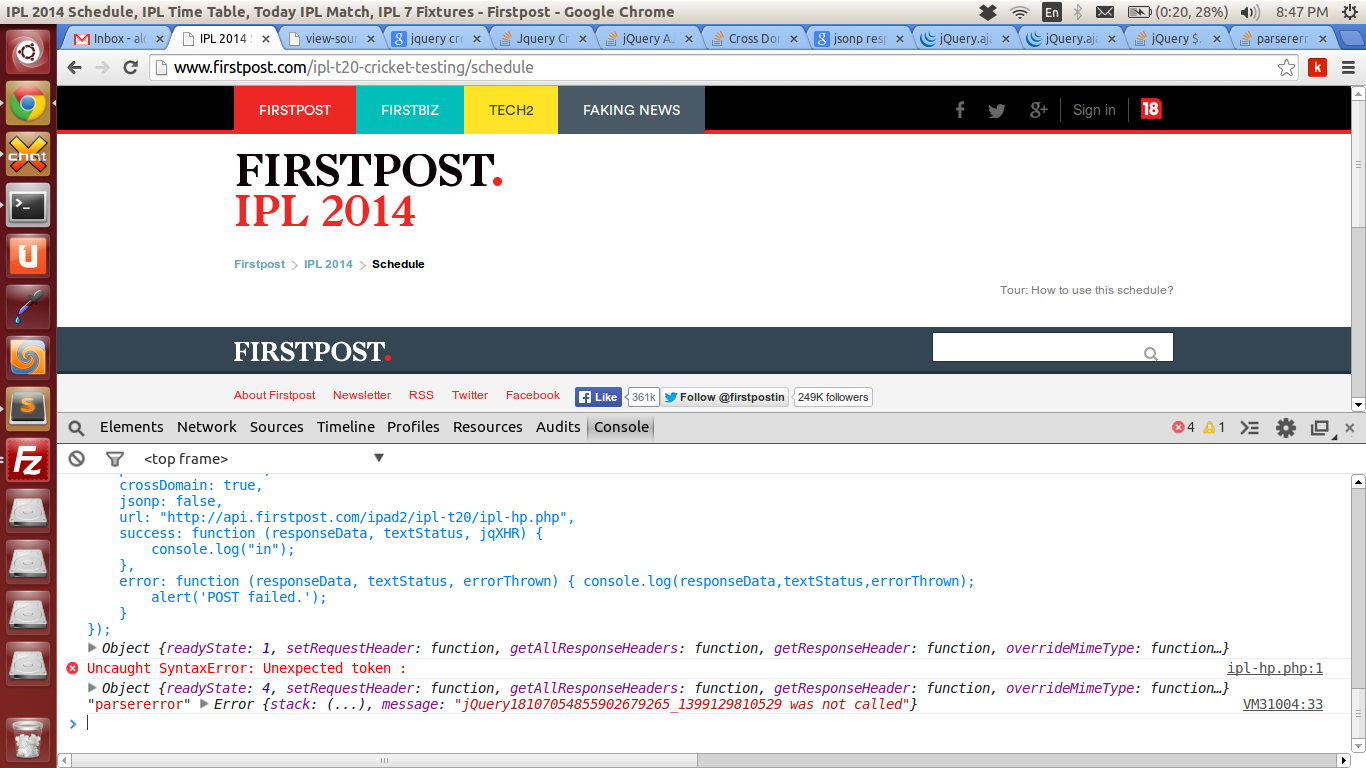 IPL 2014 Schedule, IPL Time Table, Today IPL Match, IPL 7 Fixtures - Firstpost - Google Chrome
En
(0:20, 28%)
8:47 PM
Inbox - al
IPL 2014
view-sour
jquery cro
Jquery Cr
jQuery A
Cross Dor
jsonp resp
jQuery.aja
jQuery.aja
jQuery $.
parsererr
www.firstpost.com/ipl-t20-cricket-testing/schedule
k
FIRSTPOST
FIRSTBIZ
TECH2
FAKING NEWS
Sign in
18
FIRSTPOST.
IPL 2014
Firstpost > IPL 2014 > Schedule
Tour: How to use this schedule?
FIRSTPOST.
About Firstpost
Newsletter
RSS
Twitter
Facebook
Like
361k
Follow @firstpostin
249K followers
Elements Network Sources Timeline Profiles Resources Audits Console
4
1
<top frame>
crossDomain: true,
jsonp: false,
url: "http://api.firstpost.com/ipad2/ipl-t20/ipl-hp.php",
success: function (responseData, textStatus, jqXHR) {
console.log("in");
},
error: function (responseData, textStatus, errorThrown) { console.log(responseData,textStatus,errorThrown);
alert('POST failed.');
}
});
Object {readyState: 1, setRequestHeader: function, getAllResponseHeaders: function, getResponseHeader: function, overrideMimeType: function…}
Uncaught SyntaxError: Unexpected token :
ipl-hp.php:1
Object {readyState: 4, setRequestHeader: function, getAllResponseHeaders: function, getResponseHeader: function, overrideMimeType: function…}
"parsererror" Error {stack: (...), message: "jQuery18107054855902679265_1399129810529 was not called"}
VM31004:33